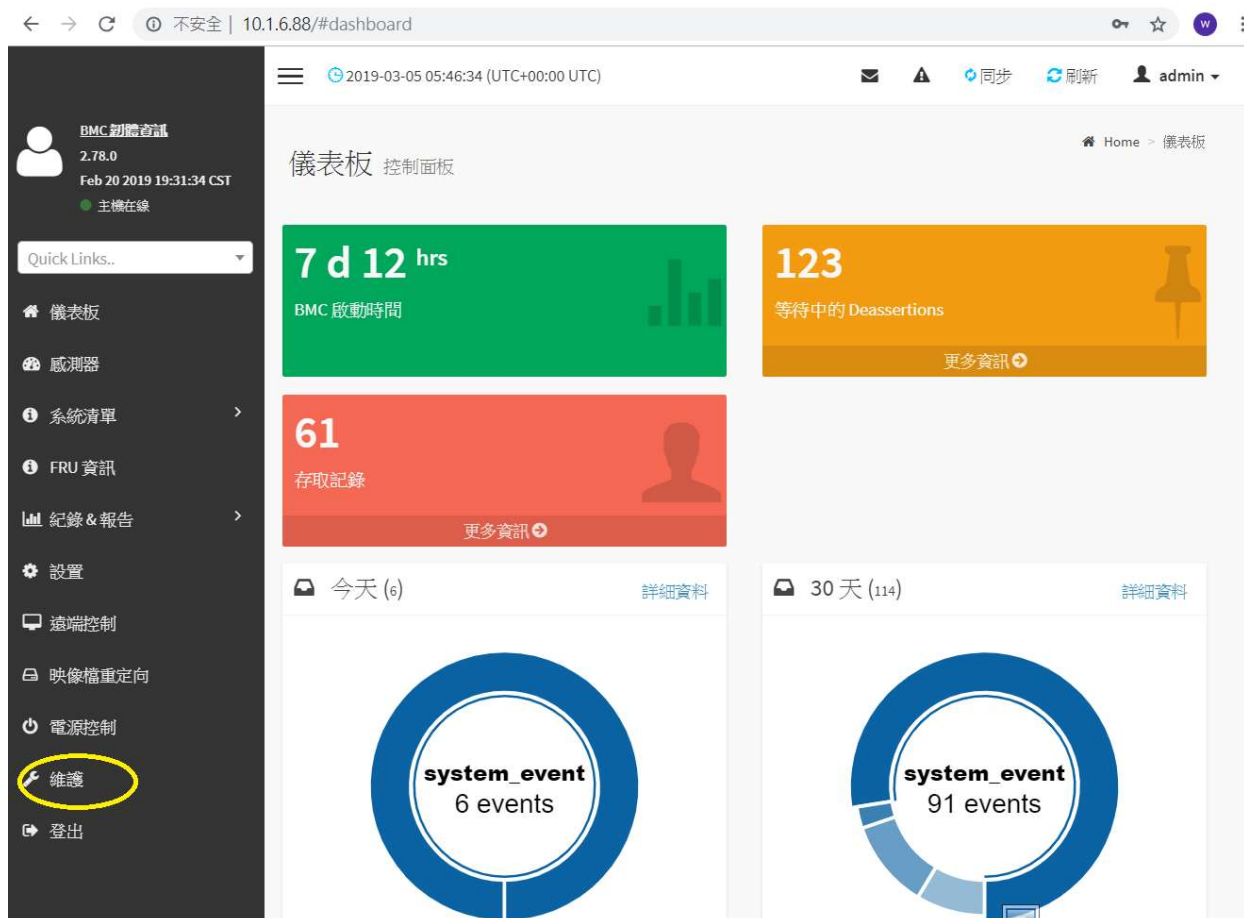 不安全 | 10.1.6.88/#dashboard
W
2019-03-05 05:46:34 (UTC+00:00 UTC)
同步
刷新
admin
BMC 韌體資訊
2.78.0
Feb 20 2019 19:31:34 CST
主機在線
Quick Links..
儀表板
感測器
系統清單
FRU 資訊
紀錄 & 報告
設置
遠端控制
映像檔重定向
電源控制
維護
登出
儀表板 控制面板
Home > 儀表板
7 d 12 hrs
BMC 啟動時間
123
等待中的 Deassertions
更多資訊
61
存取記錄
更多資訊
今天 (6)
詳細資料
30 天 (114)
詳細資料
system_event
6 events
system_event
91 events